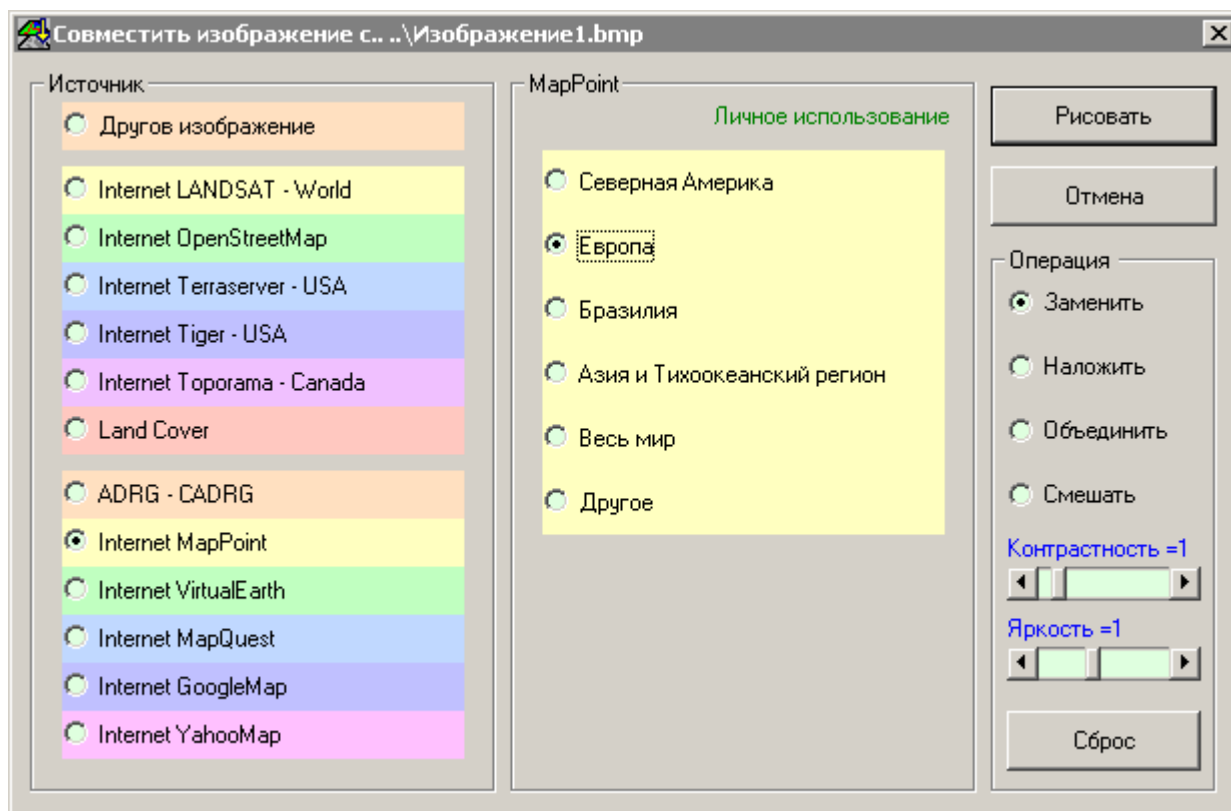 Совместить изображение с.. ..\Изображение1.bmp
Источник
Другов изображение
Internet LANDSAT - World
Internet OpenStreetMap
Internet Terraserver - USA
Internet Tiger - USA
Internet Toporama - Canada
Land Cover
ADRG - CADRG
Internet MapPoint
Internet VirtualEarth
Internet MapQuest
Internet GoogleMap
Internet YahooMap
MapPoint
Личное использование
Северная Америка
Европа
Бразилия
Азия и Тихоокеанский регион
Весь мир
Другое
Рисовать
Отмена
Операция
Заменить
Наложить
Объединить
Смешать
Контрастность =1
Яркость =1
Сброс